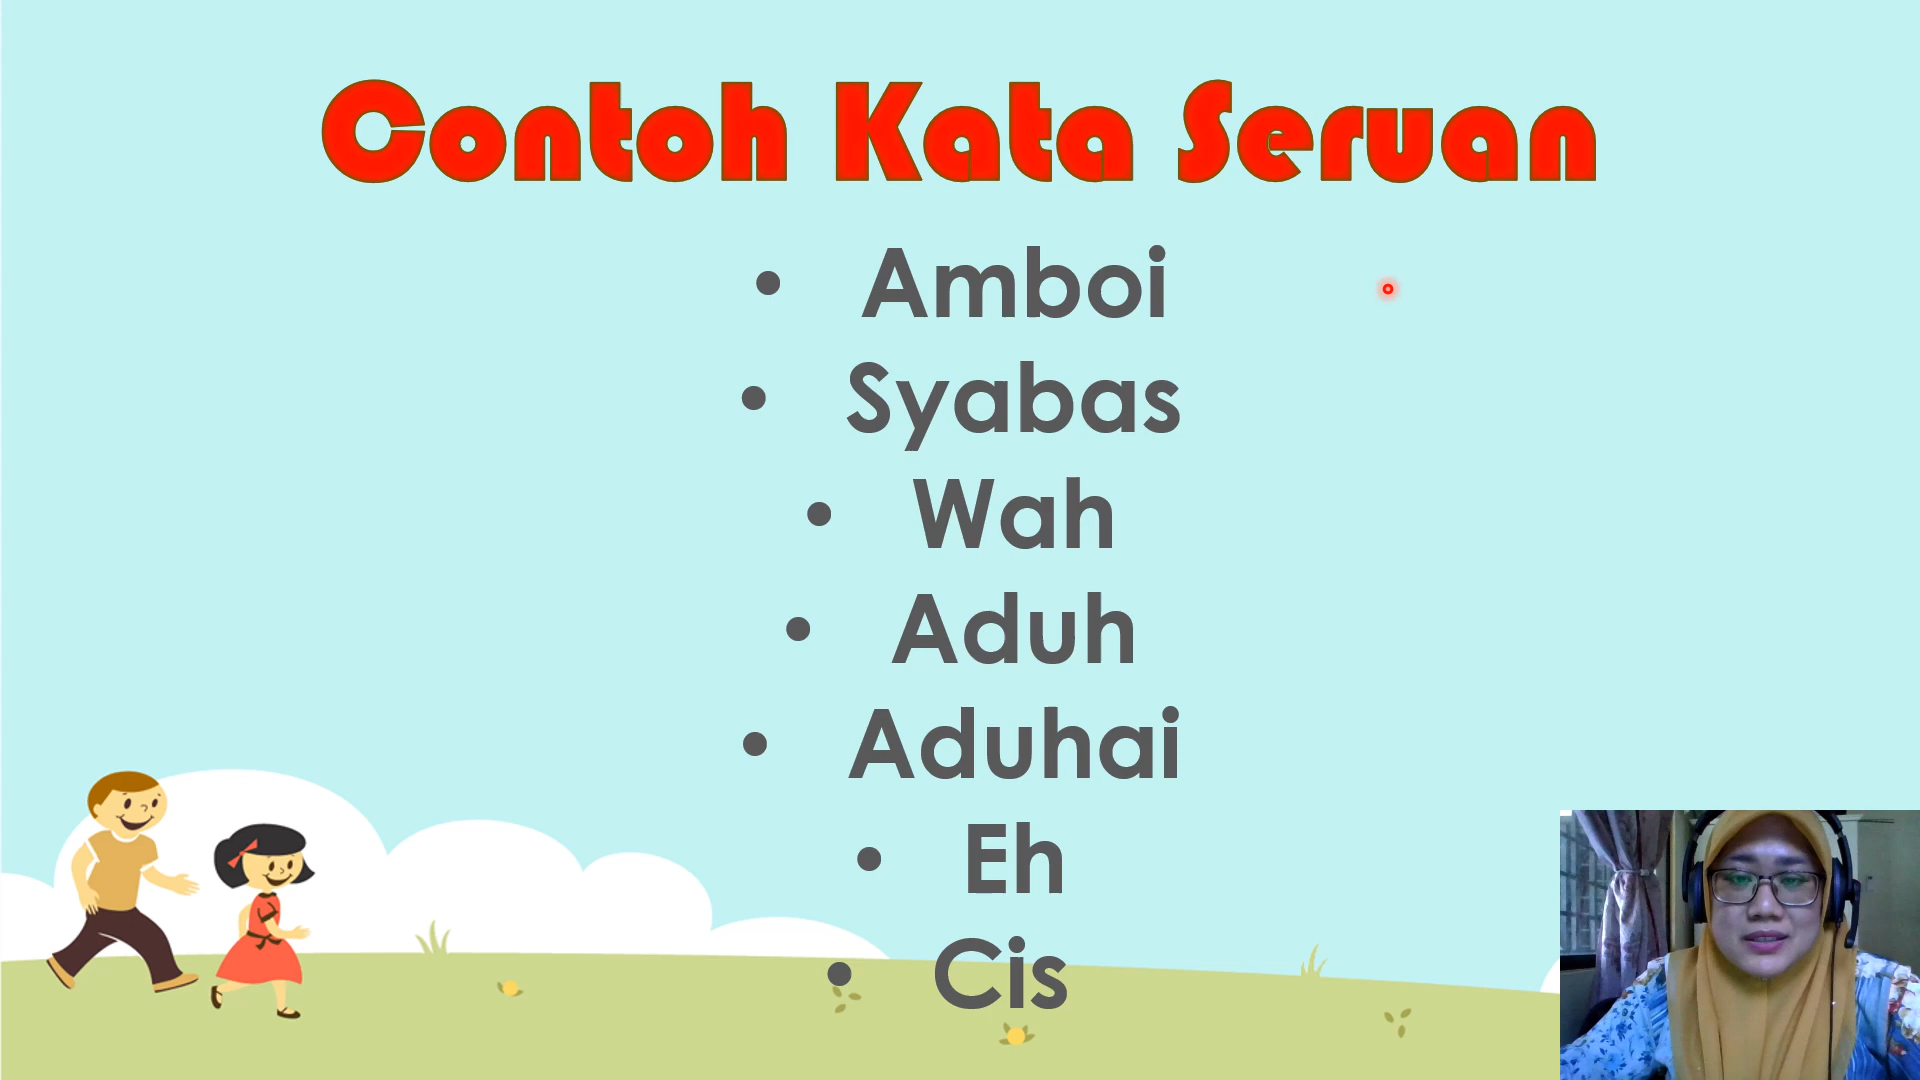 Contoh Kata Seruan
• Amboi
• Syabas
• Wah
• Aduh
• Aduhai
• Eh
• Cis